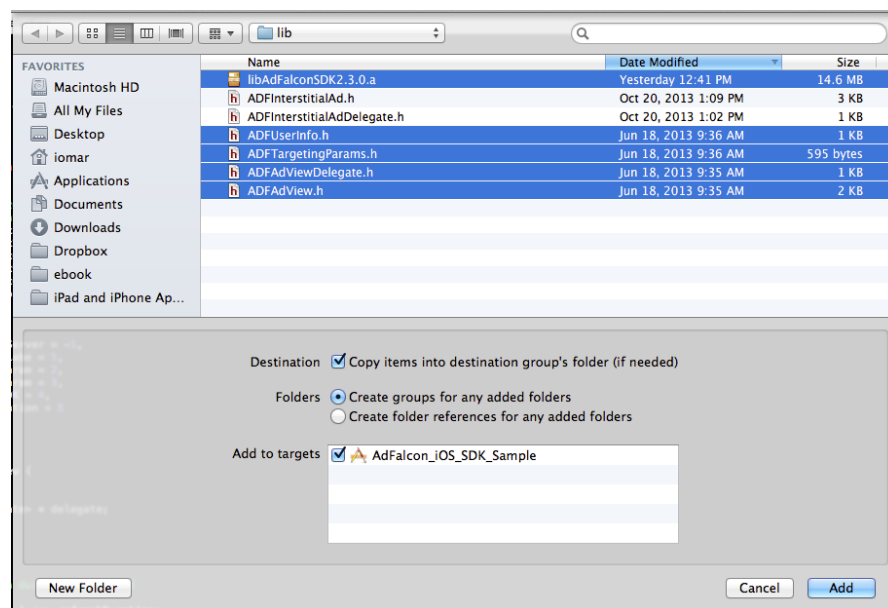 lib
FAVORITES
Macintosh HD
All My Files
Desktop
iomar
Applications
Documents
Downloads
Dropbox
ebook
iPad and iPhone Ap...
Name Date Modified Size
libAdFalconSDK2.3.0.a Yesterday 12:41 PM 14.6 MB
h ADFInterstitialAd.h Oct 20, 2013 1:09 PM 3 KB
h ADFInterstitialAdDelegate.h Oct 20, 2013 1:02 PM 1 KB
h ADFUserInfo.h Jun 18, 2013 9:36 AM 1 KB
h ADFTargetingParams.h Jun 18, 2013 9:36 AM 595 bytes
h ADFAdViewDelegate.h Jun 18, 2013 9:35 AM 1 KB
h ADFAdView.h Jun 18, 2013 9:35 AM 2 KB
Destination Copy items into destination group's folder (if needed)
Folders Create groups for any added folders
Create folder references for any added folders
Add to targets AdFalcon_iOS_SDK_Sample
= delegate;
New Folder Cancel Add